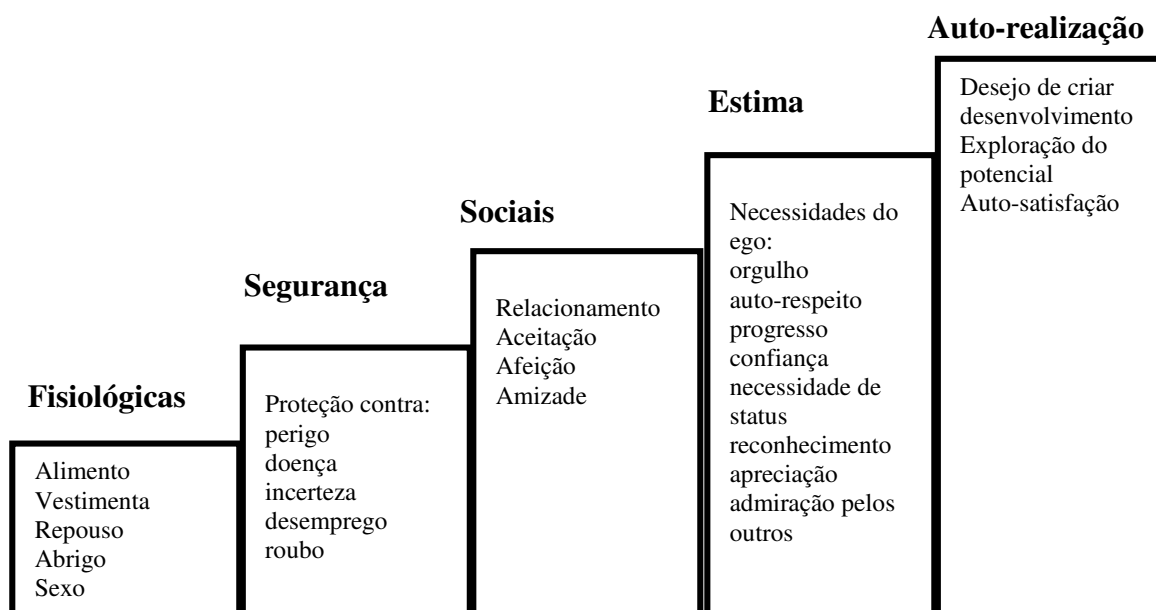 Fisiológicas
Alimento
Vestimenta
Repouso
Abrigo
Sexo
Segurança
Proteção contra:
perigo
doença
incerteza
desemprego
roubo
Sociais
Relacionamento
Aceitação
Afeição
Amizade
Estima
Necessidades do
ego:
orgulho
auto-respeito
progresso
confiança
necessidade de
status
reconhecimento
apreciação
admiração pelos
outros
Auto-realização
Desejo de criar
desenvolvimento
Exploração do
potencial
Auto-satisfação